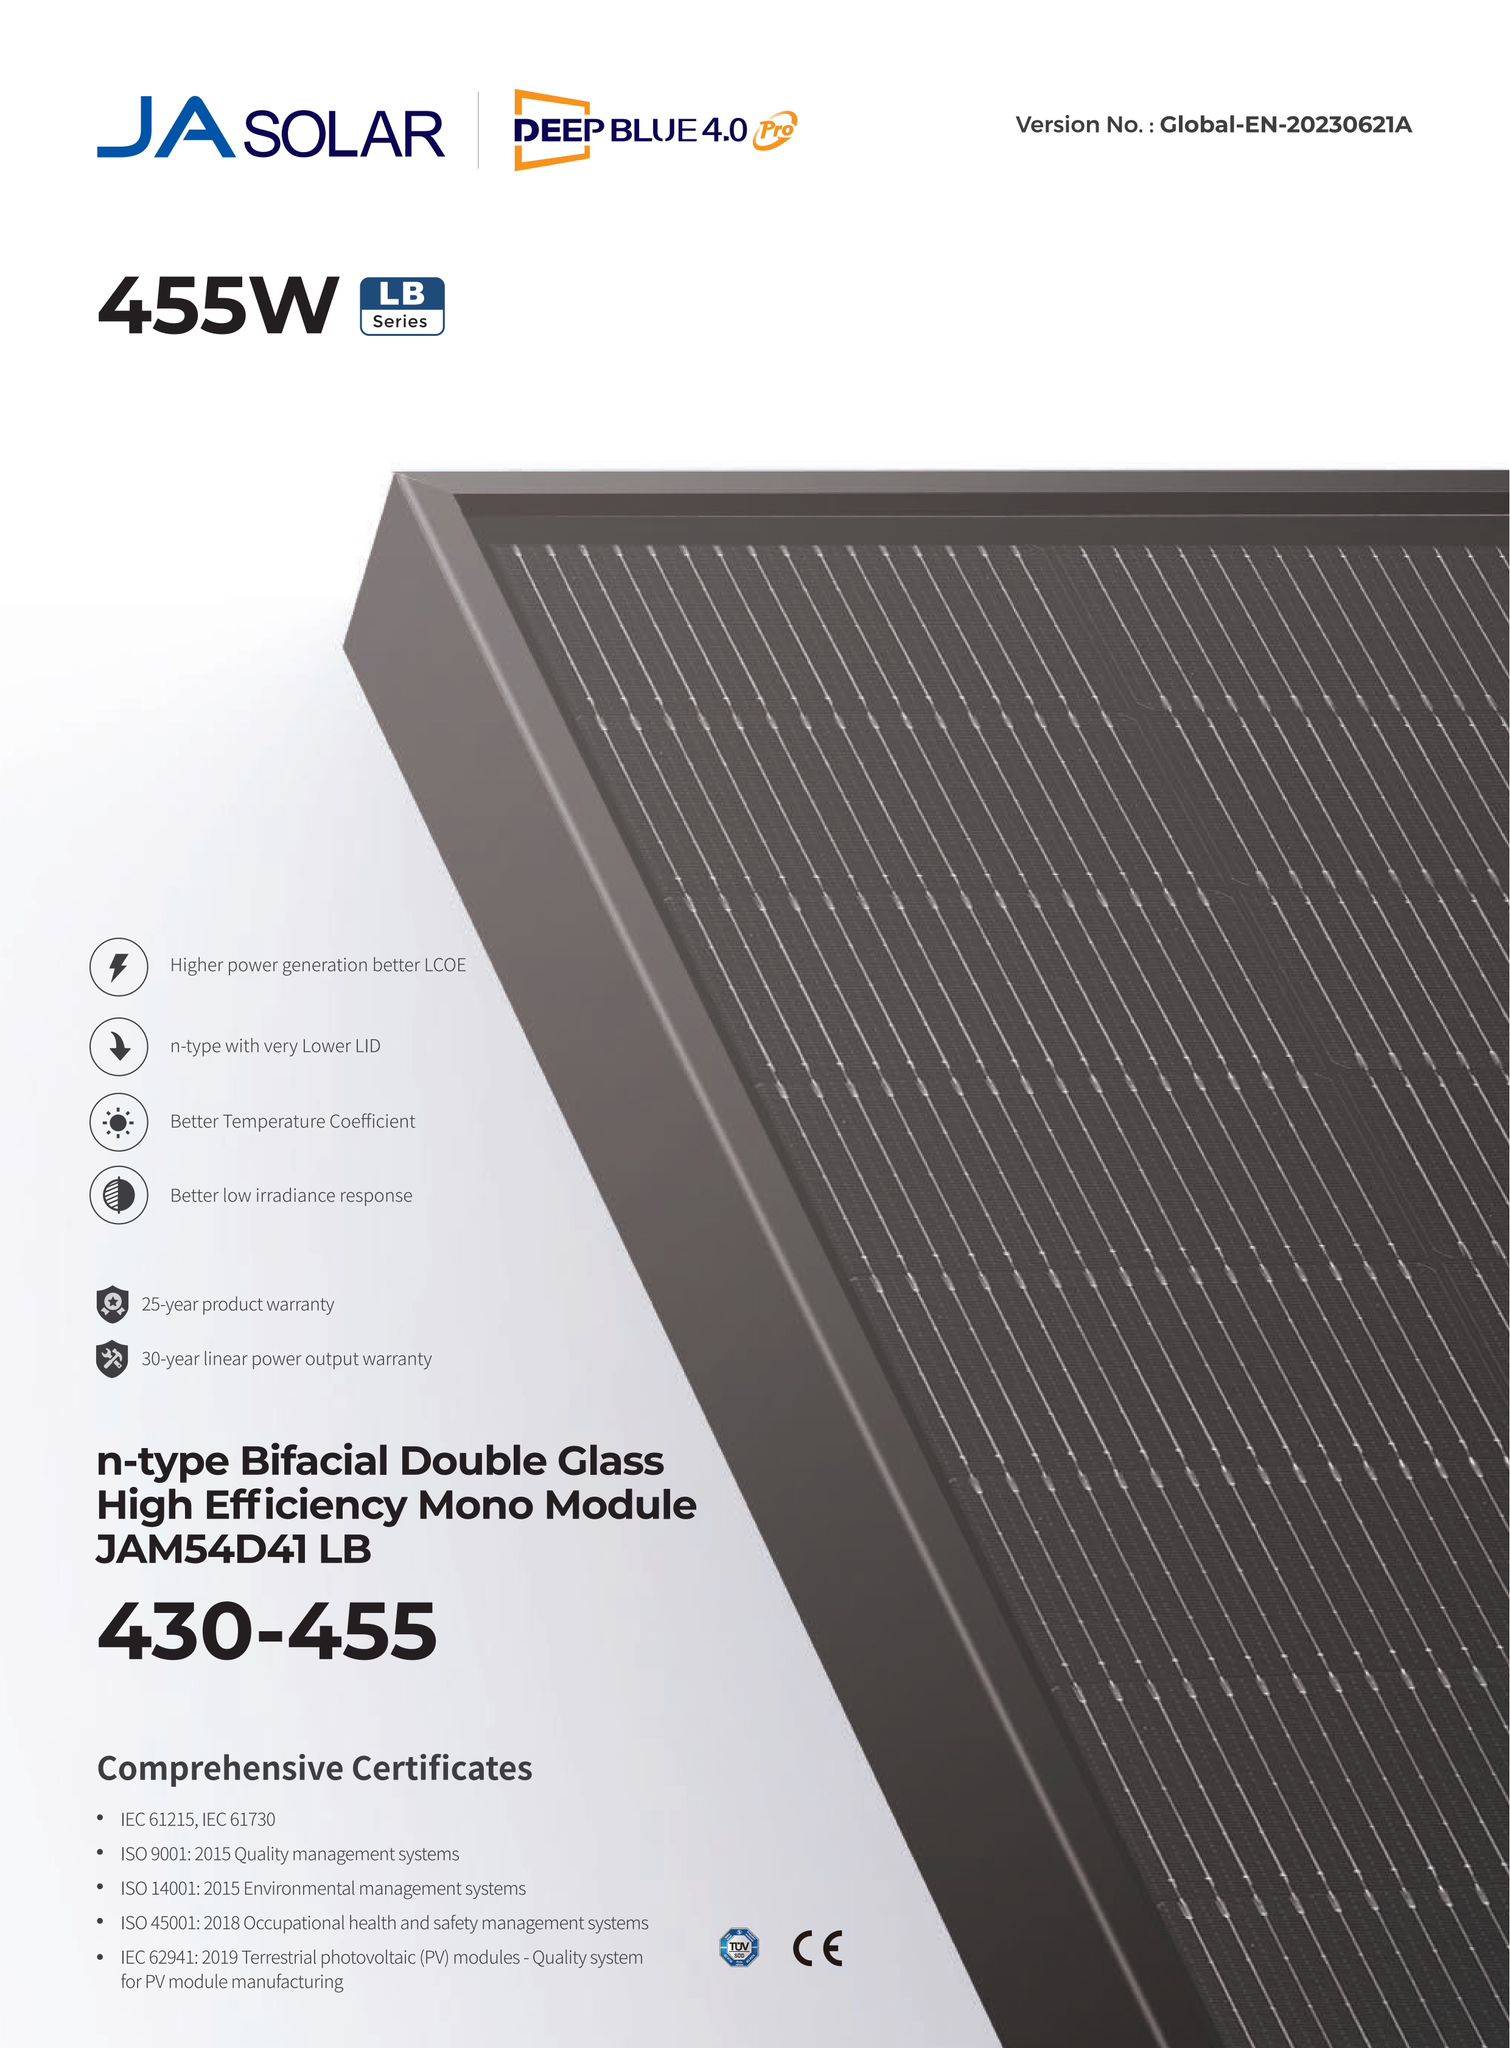 JA SOLAR
DEEP BLUE 4.0 Pro
Version No. : Global-EN-20230621A
455W
LB
Series
Higher power generation better LCOE
n-type with very Lower LID
Better Temperature Coefficient
Better low irradiance response
25-year product warranty
30-year linear power output warranty
n-type Bifacial Double Glass
High Efficiency Mono Module
JAM54D41 LB
430-455
Comprehensive Certificates
• IEC 61215, IEC 61730
• ISO 9001: 2015 Quality management systems
• ISO 14001: 2015 Environmental management systems
• ISO 45001: 2018 Occupational health and safety management systems
• IEC 62941: 2019 Terrestrial photovoltaic (PV) modules - Quality system
for PV module manufacturing
TÜV
SÜD
CE